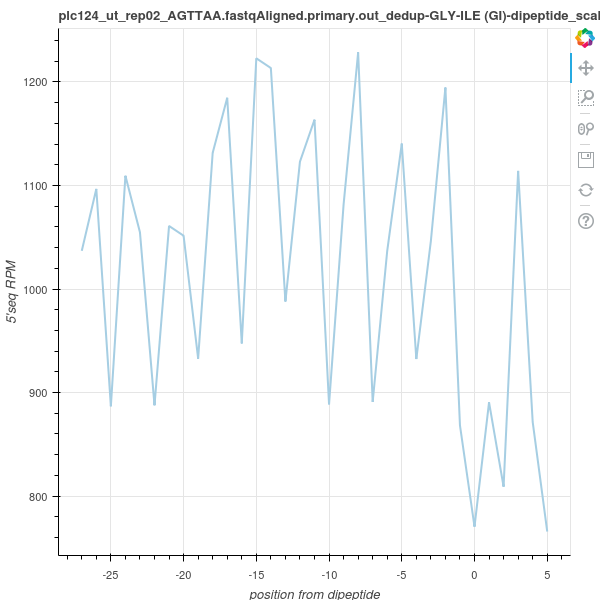 plc124_ut_rep02_AGTTAA.fastqAligned.primary.out_dedup-GLY-ILE (GI)-dipeptide_scal
1200
1100
1000
900
800
5'seq RPM
-25 -20 -15 -10 -5 0 5
position from dipeptide